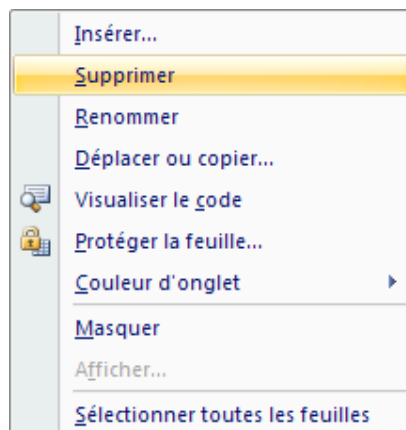 Insérer...
Supprimer
Renommer
Déplacer ou copier...
Visualiser le code
Protéger la feuille...
Couleur d'onglet
Masquer
Afficher...
Sélectionner toutes les feuilles